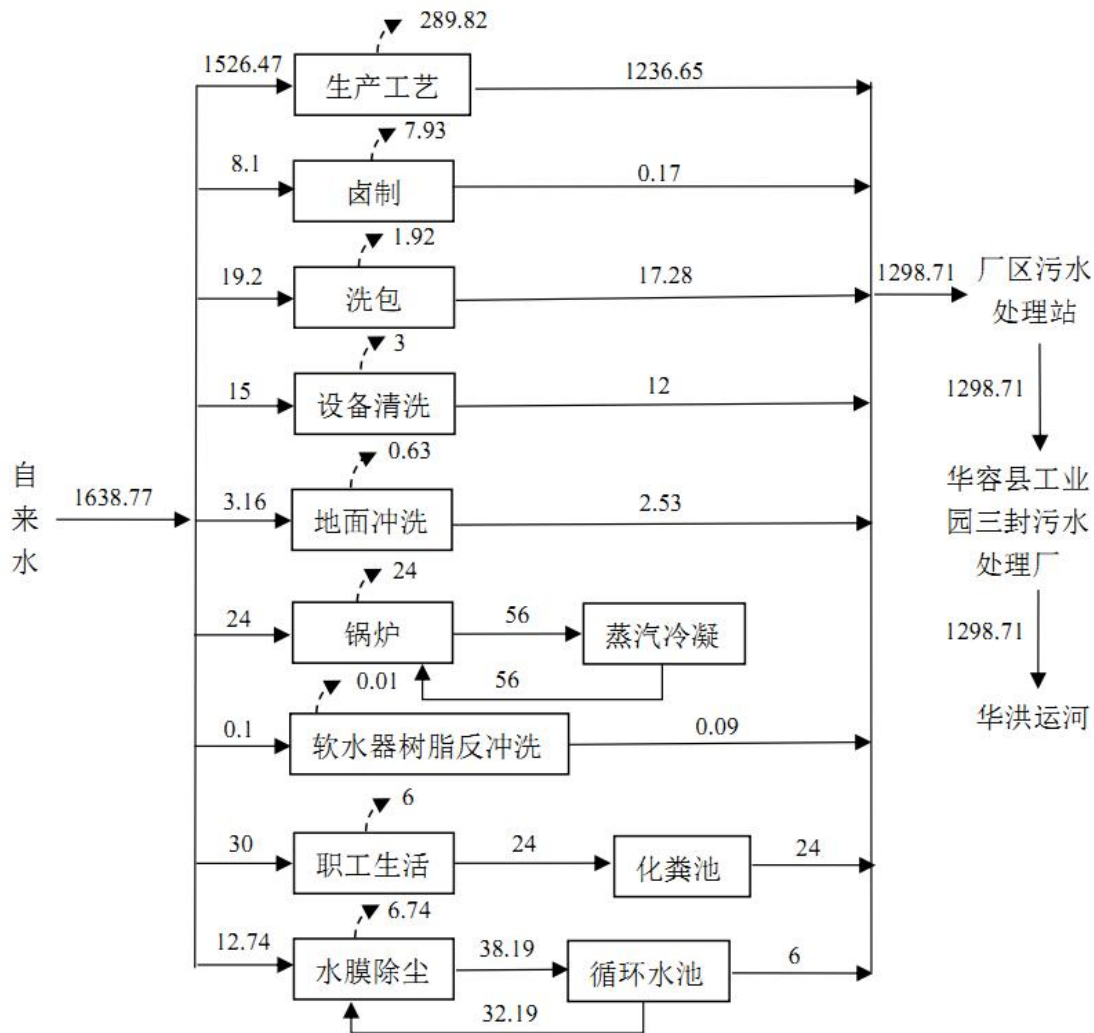 289.82
1526.47
生产工艺
1236.65
7.93
8.1
卤制
0.17
1.92
19.2
洗包
17.28
1298.71
厂区污水
处理站
3
15
设备清洗
12
1298.71
0.63
自
来
水
1638.77
3.16
地面冲洗
2.53
华容县工业
园三封污水
处理厂
24
24
锅炉
56
蒸汽冷凝
56
1298.71
0.01
0.1
软水器树脂反冲洗
0.09
华洪运河
6
30
职工生活
24
化粪池
24
6.74
12.74
水膜除尘
38.19
循环水池
6
32.19